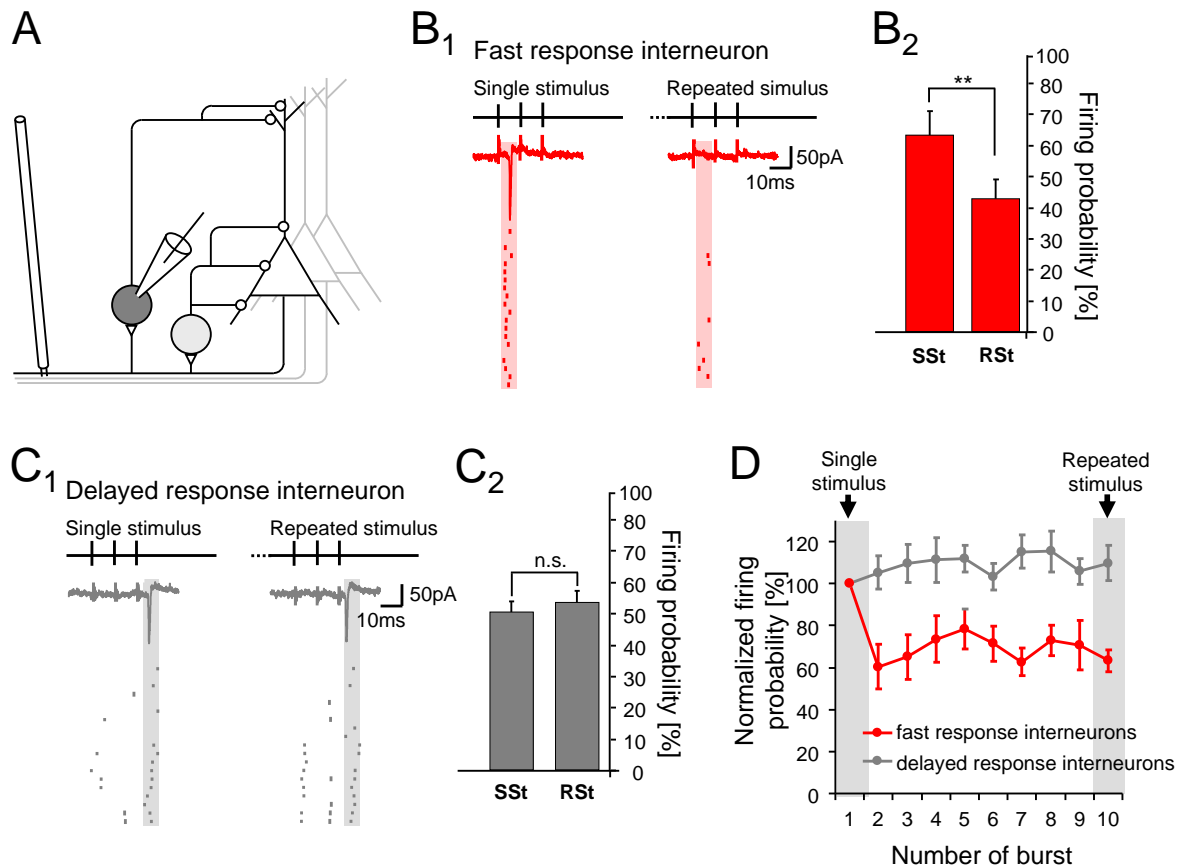 A
B1 Fast response interneuron
Single stimulus
Repeated simulus
50pA
10ms
B2
**
Firing probability [%]
100
90
80
70
60
50
40
30
20
10
0
SSt RSt
C1 Delayed response interneuron
Single stimulus
Repeated stimulus
50pA
10ms
C2
n.s.
Firing probability [%]
100
90
80
70
60
50
40
30
20
10
0
SSt RSt
D
Single
stimulus
Repeated
stimulus
Normalized firing
probability [%]
120
100
80
60
40
20
0
fast response interneurons
delayed response interneurons
1 2 3 4 5 6 7 8 9 10
Number of burst